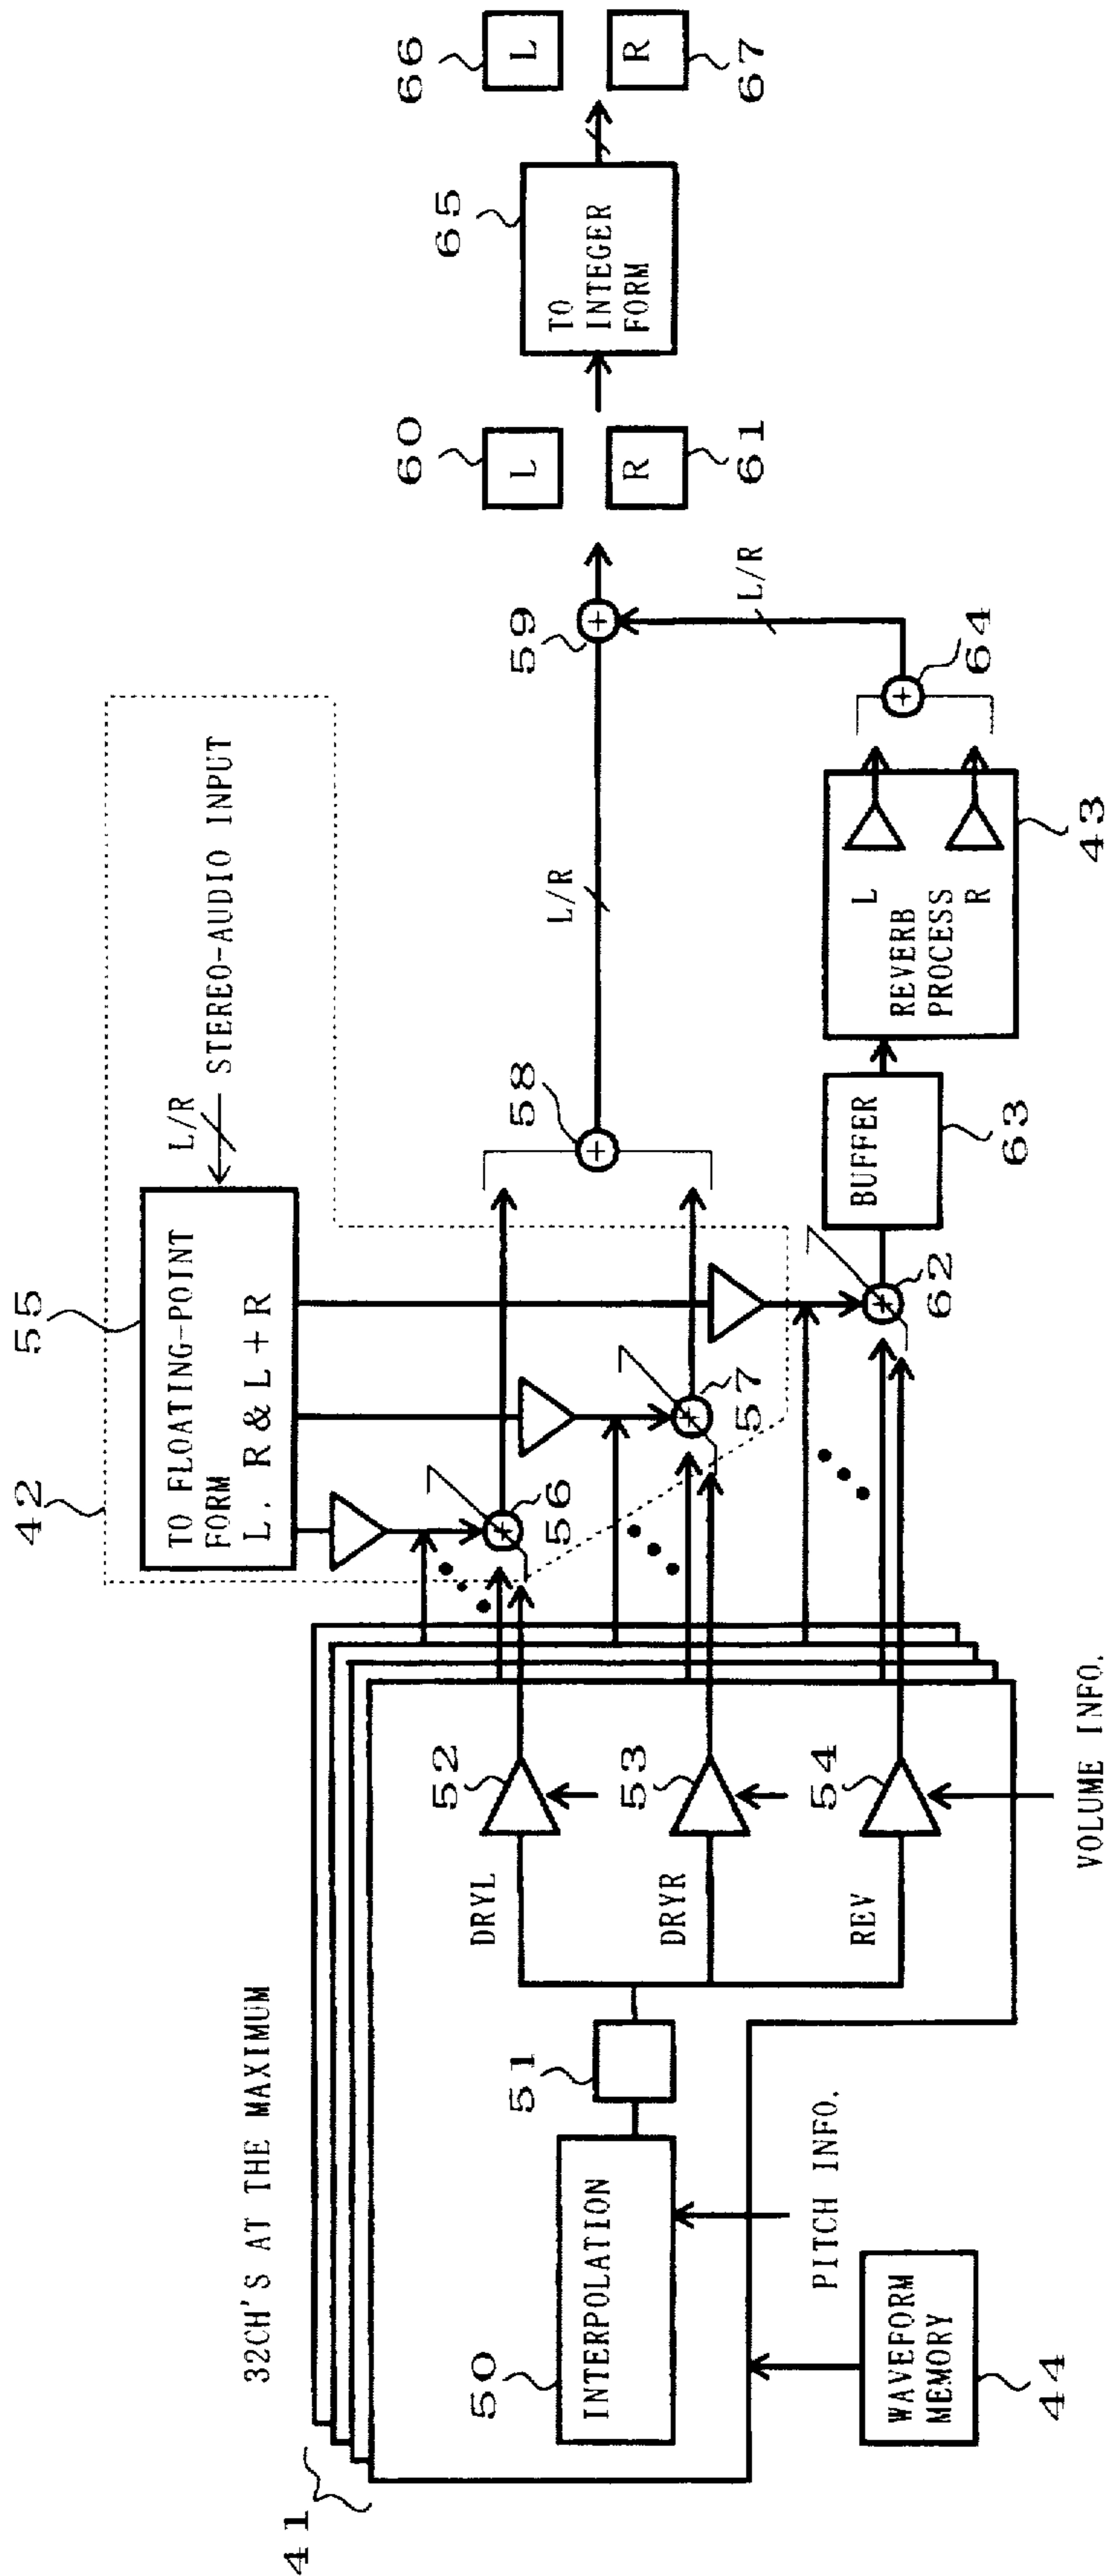 32CH'S AT THE MAXIMUM
41
50
INTERPOLATION
51
PITCH INFO.
WAVEFORM
MEMORY
44
DRYL
52
DRYR
53
REV
54
VOLUME INFO.
42
55
TO FLOATING-POINT
FORM
L, R & L + R
L/R
STEREO-AUDIO INPUT
+
56
+
57
+
62
+
58
L/R
BUFFER
63
L
REVERB
PROCESS
R
43
+
64
L/R
+
59
60
L
R
61
65
TO
INTEGER
FORM
66
L
R
67